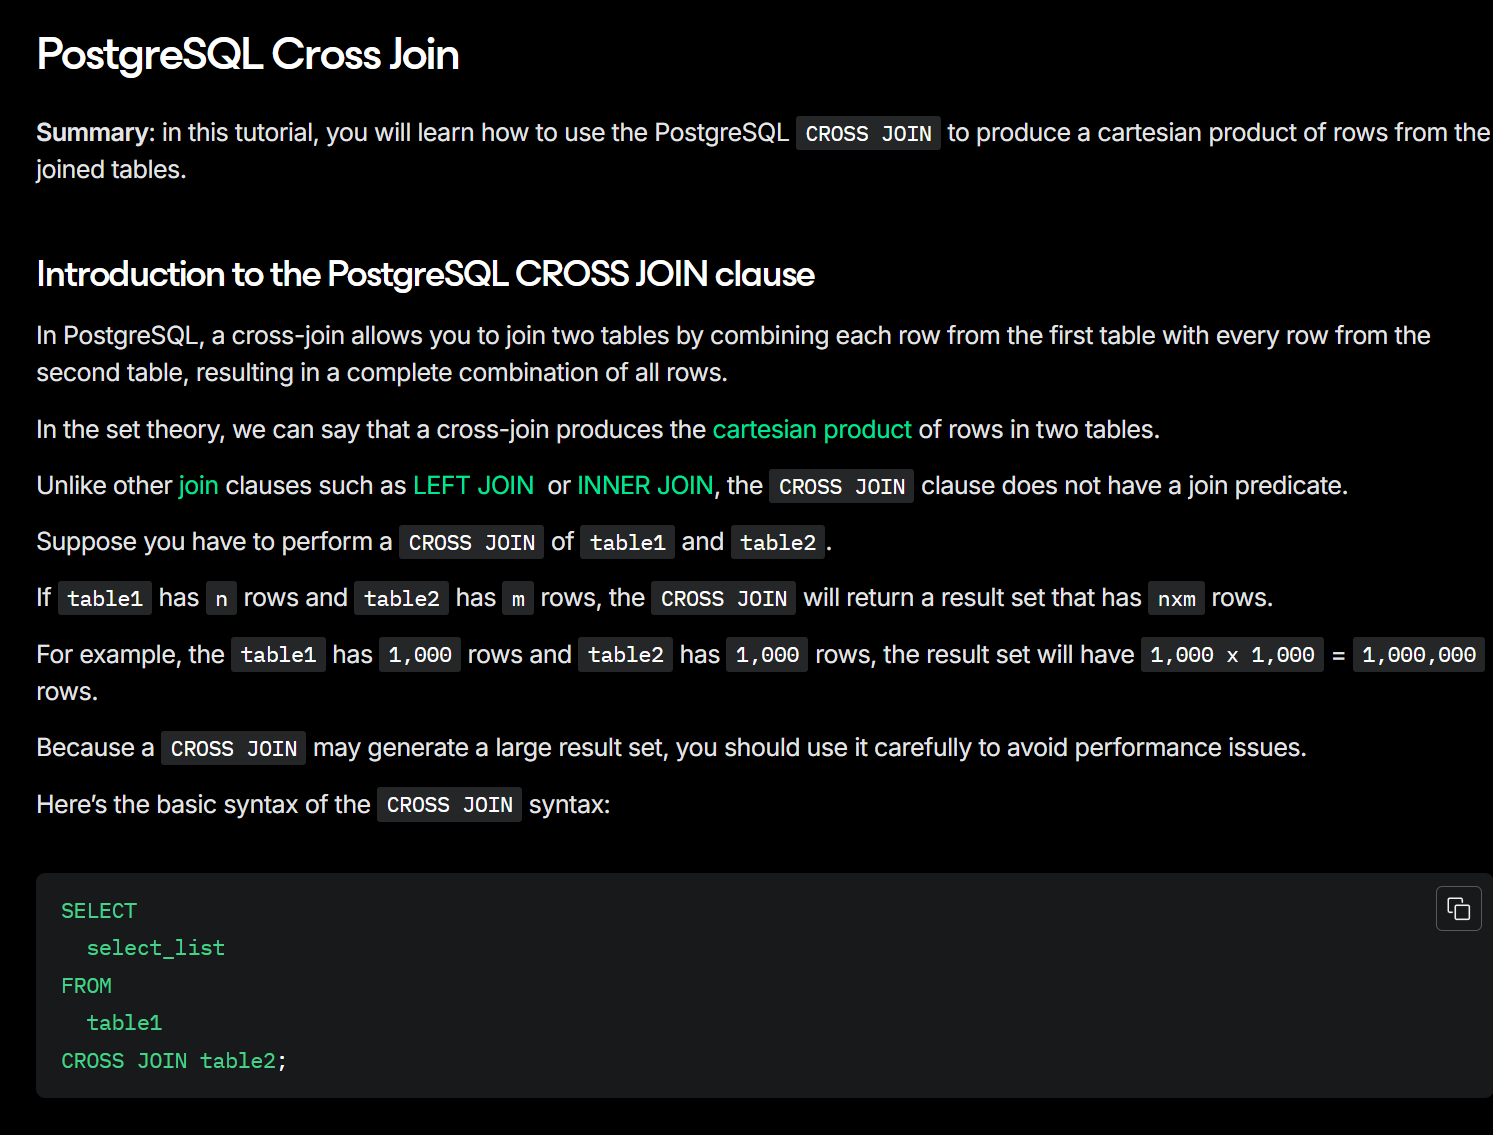 PostgreSQL Cross Join
Summary: in this tutorial, you will learn how to use the PostgreSQL CROSS JOIN to produce a cartesian product of rows from the
joined tables.
Introduction to the PostgreSQL CROSS JOIN clause
In PostgreSQL, a cross-join allows you to join two tables by combining each row from the first table with every row from the
second table, resulting in a complete combination of all rows.
In the set theory, we can say that a cross-join produces the cartesian product of rows in two tables.
Unlike other join clauses such as LEFT JOIN or INNER JOIN, the CROSS JOIN clause does not have a join predicate.
Suppose you have to perform a CROSS JOIN of table1 and table2.
If table1 has n rows and table2 has m rows, the CROSS JOIN will return a result set that has nxm rows.
For example, the table1 has 1,000 rows and table2 has 1,000 rows, the result set will have 1,000 x 1,000 = 1,000,000
rows.
Because a CROSS JOIN may generate a large result set, you should use it carefully to avoid performance issues.
Here’s the basic syntax of the CROSS JOIN syntax:
SELECT
  select_list
FROM
  table1
CROSS JOIN table2;